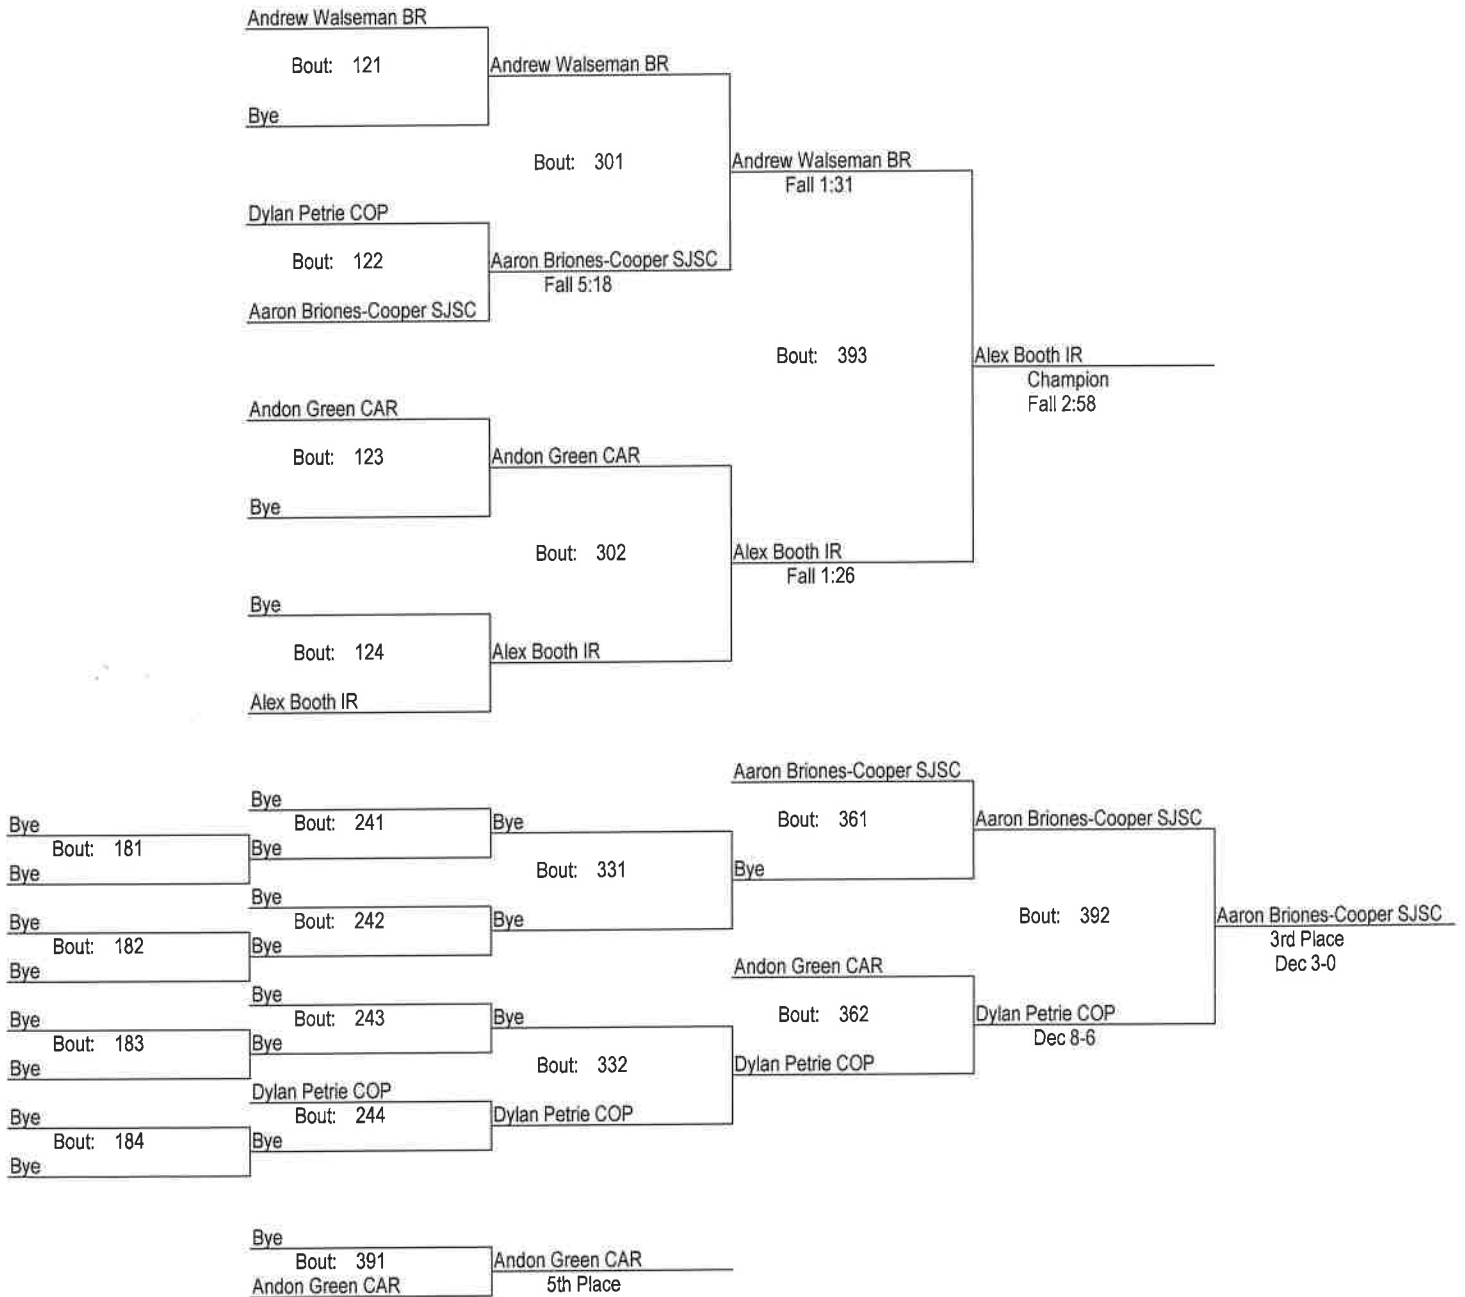 Andrew Walseman BR
Bout: 121
Andrew Walseman BR
Bye
Bout: 301
Andrew Walseman BR
Fall 1:31
Dylan Petrie COP
Bout: 122
Aaron Briones-Cooper SJSC
Fall 5:18
Aaron Briones-Cooper SJSC
Bout: 393
Alex Booth IR
Champion
Fall 2:58
Andon Green CAR
Bout: 123
Andon Green CAR
Bye
Bout: 302
Alex Booth IR
Fall 1:26
Bye
Bout: 124
Alex Booth IR
Alex Booth IR
Bye
Bout: 181
Bye
Bye
Bout: 182
Bye
Bye
Bout: 183
Bye
Bye
Bout: 184
Bye
Bye
Bout: 241
Bye
Bye
Bout: 242
Bye
Bye
Bout: 243
Bye
Dylan Petrie COP
Bout: 244
Bye
Bye
Bout: 331
Bye
Bye
Bout: 332
Dylan Petrie COP
Aaron Briones-Cooper SJSC
Bout: 361
Bye
Andon Green CAR
Bout: 362
Dylan Petrie COP
Aaron Briones-Cooper SJSC
Bout: 392
Dylan Petrie COP
Dec 8-6
Aaron Briones-Cooper SJSC
3rd Place
Dec 3-0
Bye
Bout: 391
Andon Green CAR
Andon Green CAR
5th Place